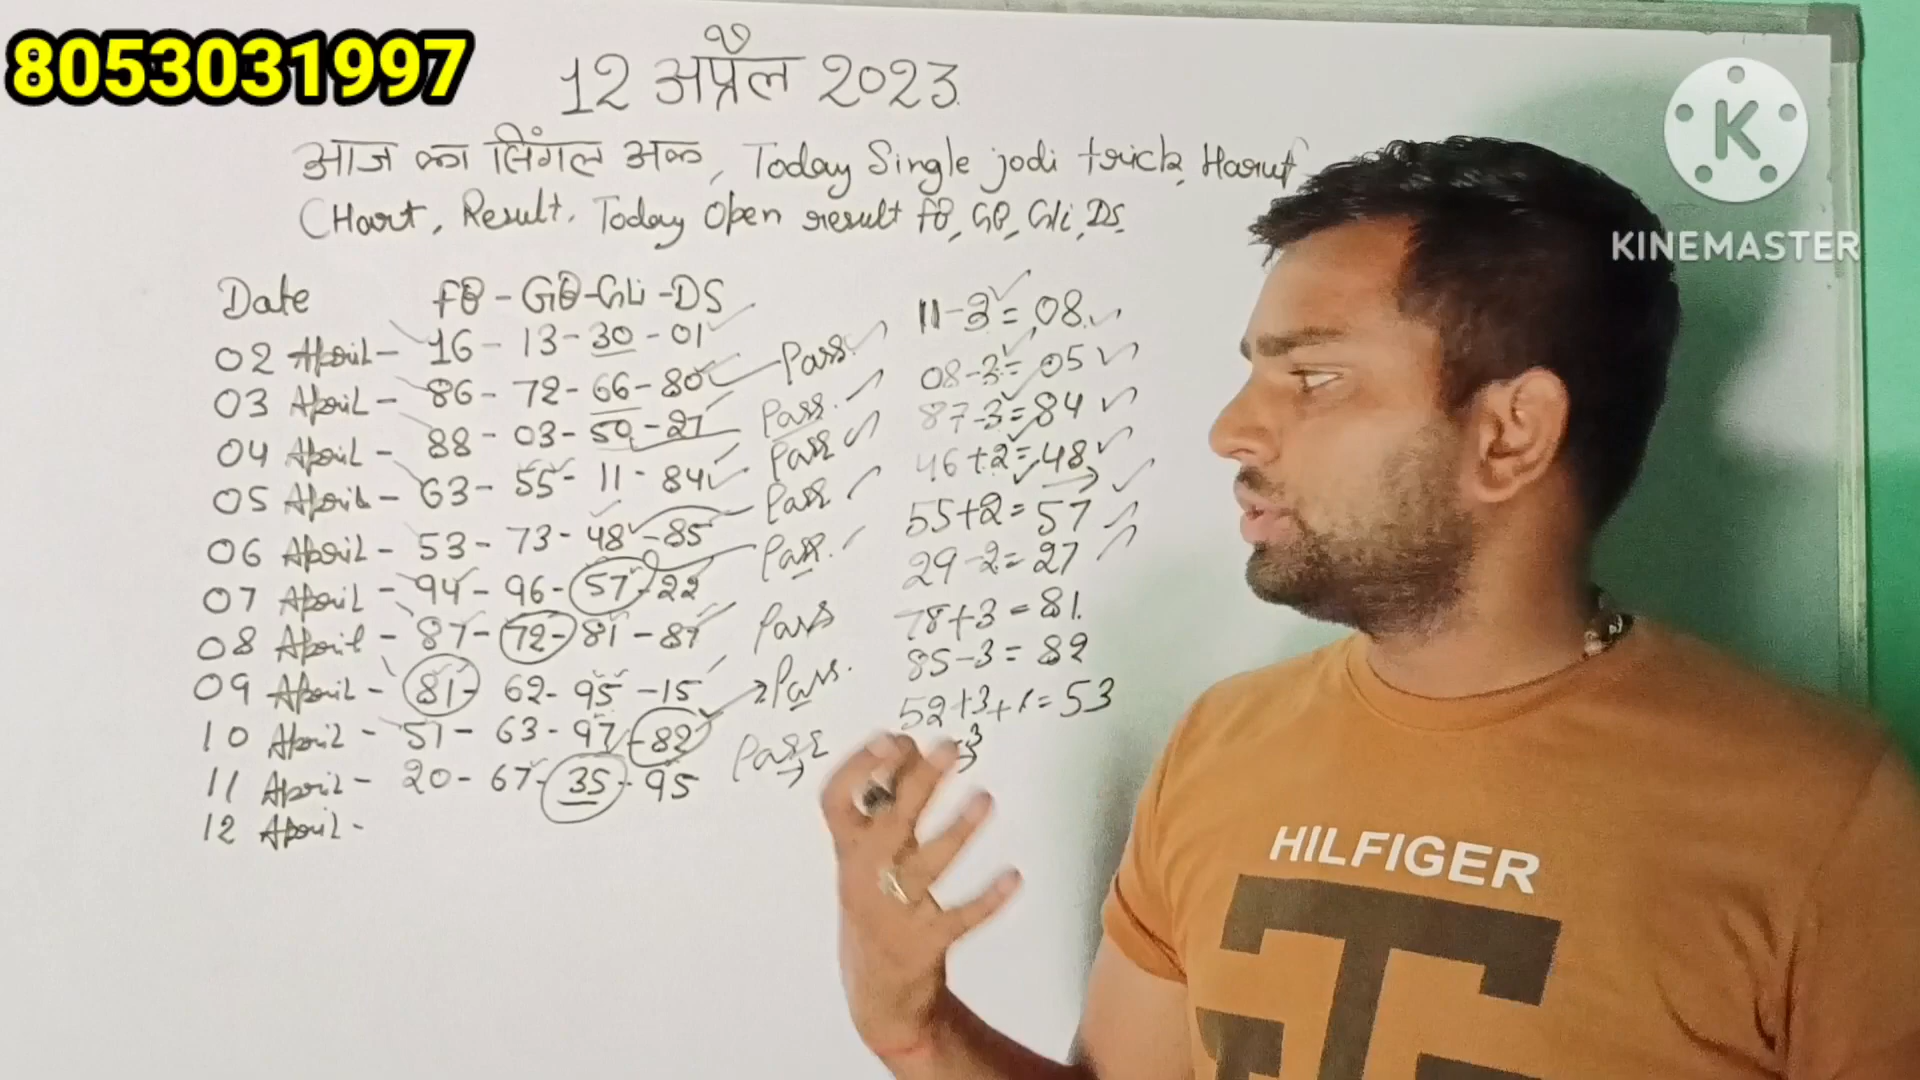 8053031997
12 अप्रैल 2023
K
KINEMASTER
आज का सिंगल अंक, Today Single jodi trick, Haruf
CHart, Result, Today Open result FB, GB, Gli, DS
Date FB - GB - Gli - DS
02 April - 16 - 13 - 30 - 01
03 April - 86 - 72 - 66 - 80 Pass
04 April - 88 - 03 - 50 - 27 Pass
05 April - 63 - 55 - 11 - 84 Pass
06 April - 53 - 73 - 48 - 85 Pass
07 April - 94 - 96 - 57 - 22 Pass
08 April - 87 - 72 - 81 - 87 Pass
09 April - 81 - 62 - 95 - 15 Pass
10 April - 51 - 63 - 97 - 82
11 April - 20 - 67 - 35 - 95 Pass
12 April -
11-3=08
08-3=05
87-3=84
46+2=48
55+2=57
29-2=27
78+3=81
85-3=82
52+3+1=53
HILFIGER